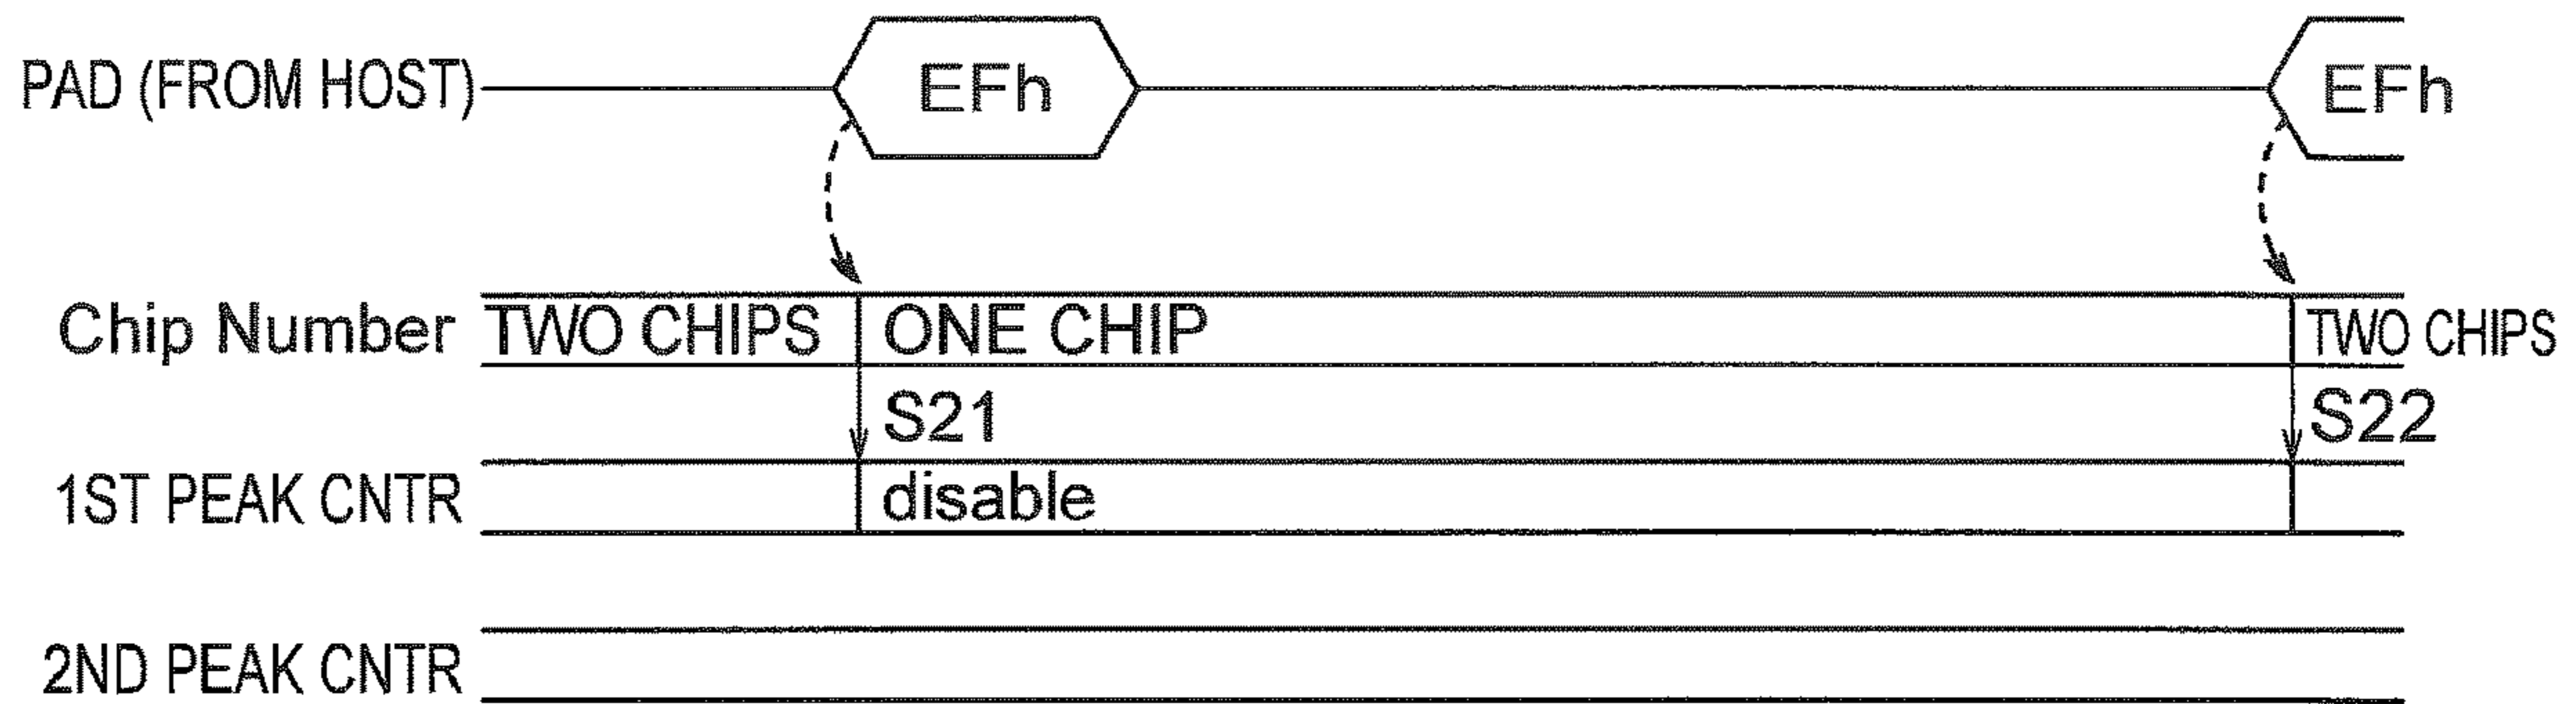 PAD (FROM HOST) EFh EFh
Chip Number TWO CHIPS ONE CHIP TWO CHIPS
S21 S22
1ST PEAK CNTR disable
2ND PEAK CNTR